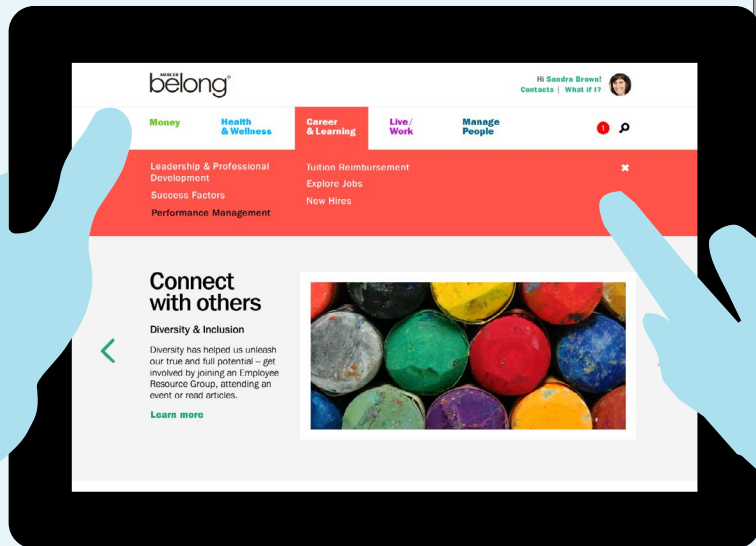 MERCER
belong®
Hi Sandra Brown!
Contacts | What if I?
Money
Health
& Wellness
Career
& Learning
Live/
Work
Manage
People
1
Leadership & Professional
Development
Success Factors
Performance Management
Tuition Reimbursement
Explore Jobs
New Hires
Connect
with others
Diversity & Inclusion
Diversity has helped us unleash
our true and full potential – get
involved by joining an Employee
Resource Group, attending an
event or read articles.
Learn more